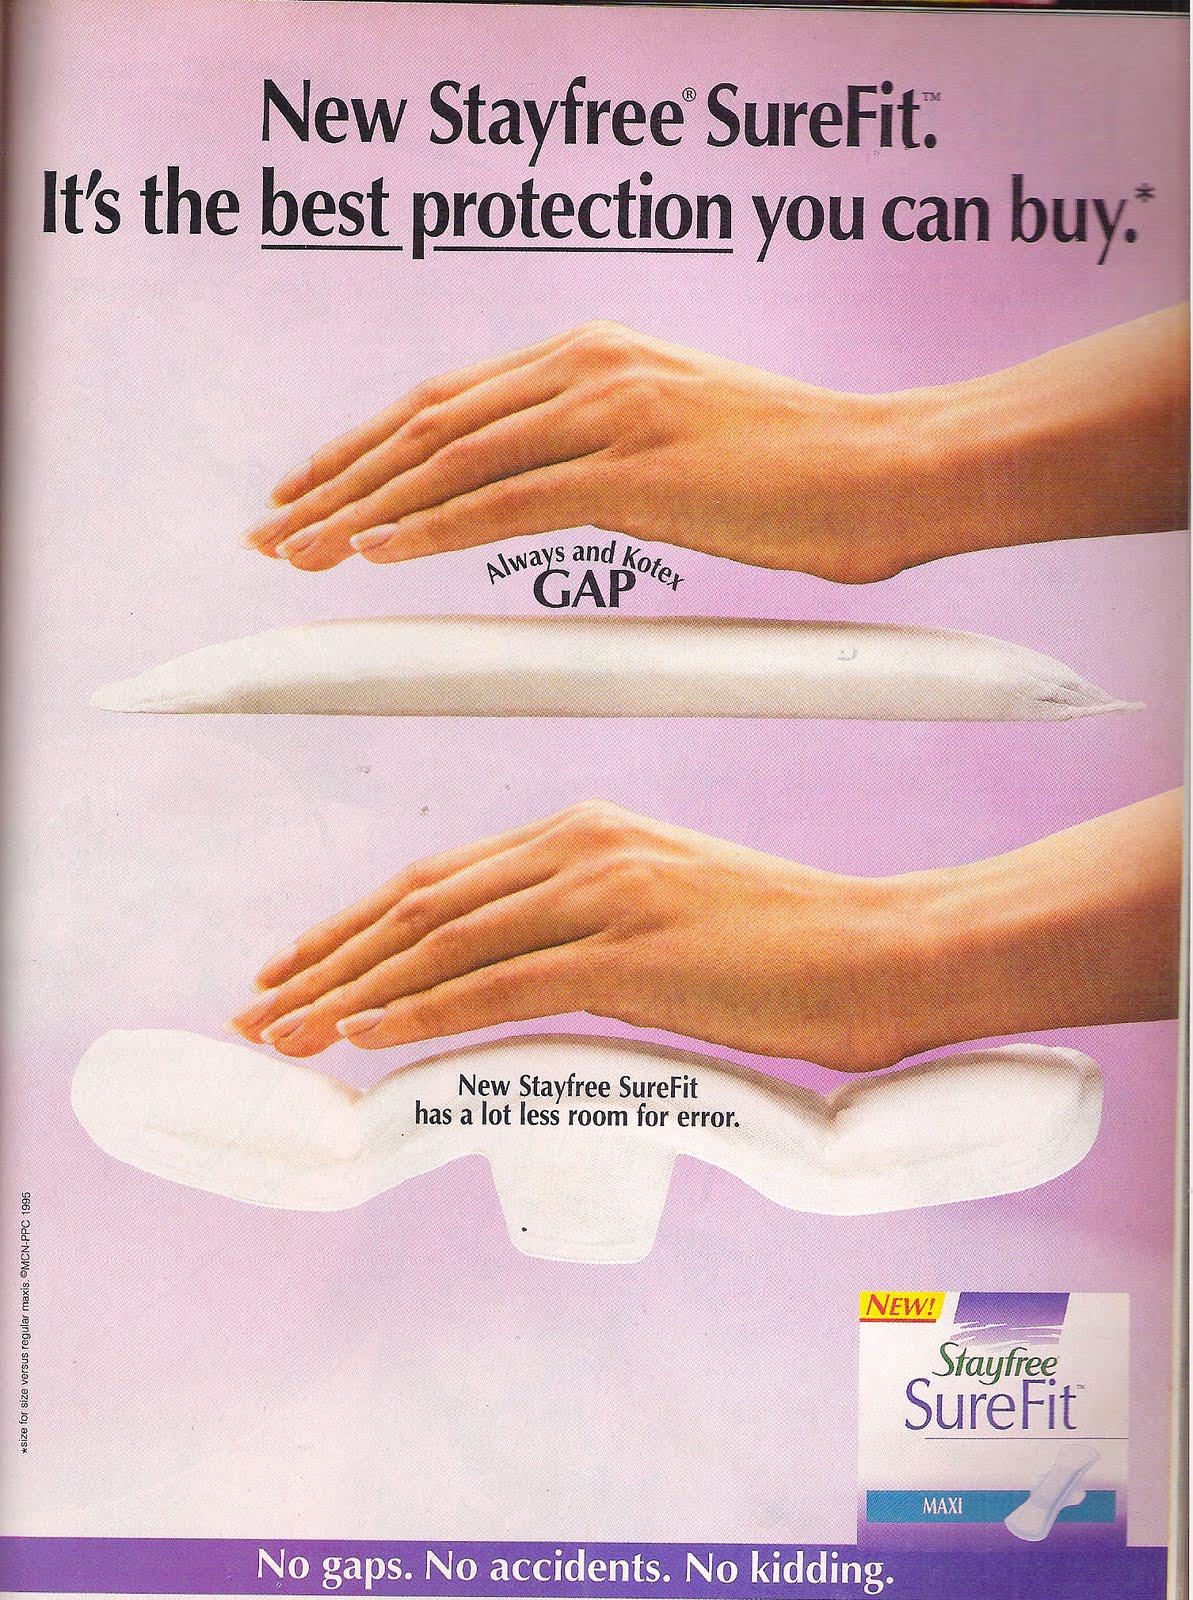 New Stayfree® SureFit.™
It's the best protection you can buy.*
Always and Kotex
GAP
New Stayfree SureFit
has a lot less room for error.
*size for size versus regular maxis. ©MCN-PPC 1995
NEW!
Stayfree
SureFit™
MAXI
No gaps. No accidents. No kidding.